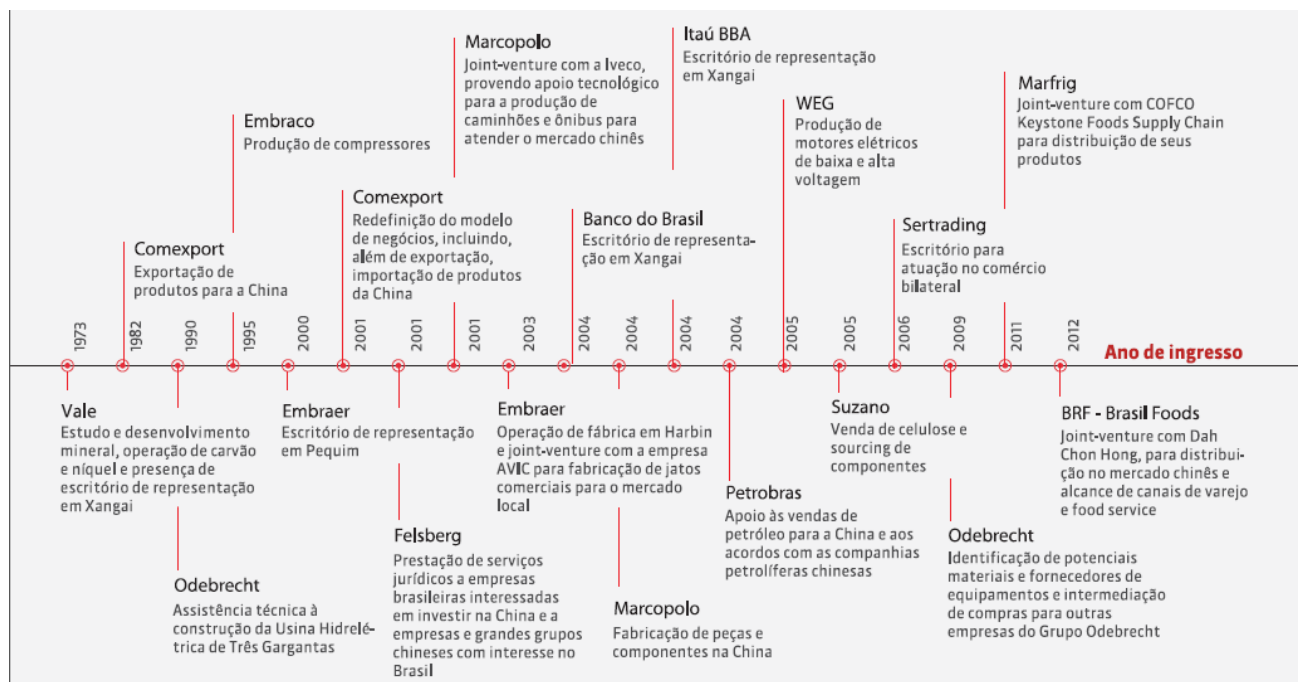 Marcopolo
Joint-venture com a Iveco,
provendo apoio tecnológico
para a produção de
caminhões e ônibus para
atender o mercado chinês
Itaú BBA
Escritório de representação
em Xangai
Marfrig
Joint-venture com COFCO
Keystone Foods Supply Chain
para distribuição de seus
produtos
WEG
Produção de
motores elétricos
de baixa e alta
voltagem
Embraco
Produção de compressores
Comexport
Redefinição do modelo
de negócios, incluindo,
além de exportação,
importação de produtos
da China
Banco do Brasil
Escritório de representa-
ção em Xangai
Sertrading
Escritório para
atuação no comércio
bilateral
Comexport
Exportação de
produtos para a China
1973
1982
1990
1995
2000
2001
2001
2001
2003
2004
2004
2004
2004
2005
2005
2006
2009
2011
2012
Ano de ingresso
Vale
Estudo e desenvolvimento
mineral, operação de carvão
e níquel e presença de
escritório de representação
em Xangai
Embraer
Escritório de representação
em Pequim
Embraer
Operação de fábrica em Harbin
e joint-venture com a empresa
AVIC para fabricação de jatos
comerciais para o mercado
local
Suzano
Venda de celulose e
sourcing de
componentes
BRF - Brasil Foods
Joint-venture com Dah
Chon Hong, para distribui-
ção no mercado chinês e
alcance de canais de varejo
e food service
Odebrecht
Assistência técnica à
construção da Usina Hidrelé-
trica de Três Gargantas
Felsberg
Prestação de serviços
jurídicos a empresas
brasileiras interessadas
em investir na China e a
empresas e grandes grupos
chineses com interesse no
Brasil
Marcopolo
Fabricação de peças e
componentes na China
Petrobras
Apoio às vendas de
petróleo para a China e aos
acordos com as companhias
petrolíferas chinesas
Odebrecht
Identificação de potenciais
materiais e fornecedores de
equipamentos e intermediação
de compras para outras
empresas do Grupo Odebrecht